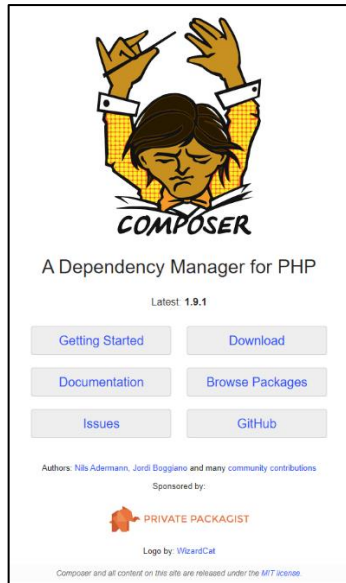 COMPOSER
A Dependency Manager for PHP
Latest: 1.9.1
Getting Started
Download
Documentation
Browse Packages
Issues
GitHub
Authors: Nils Adermann, Jordi Boggiano and many community contributions
Sponsored by:
PRIVATE PACKAGIST
Logo by: WizardCat
Composer and all content on this site are released under the MIT license.